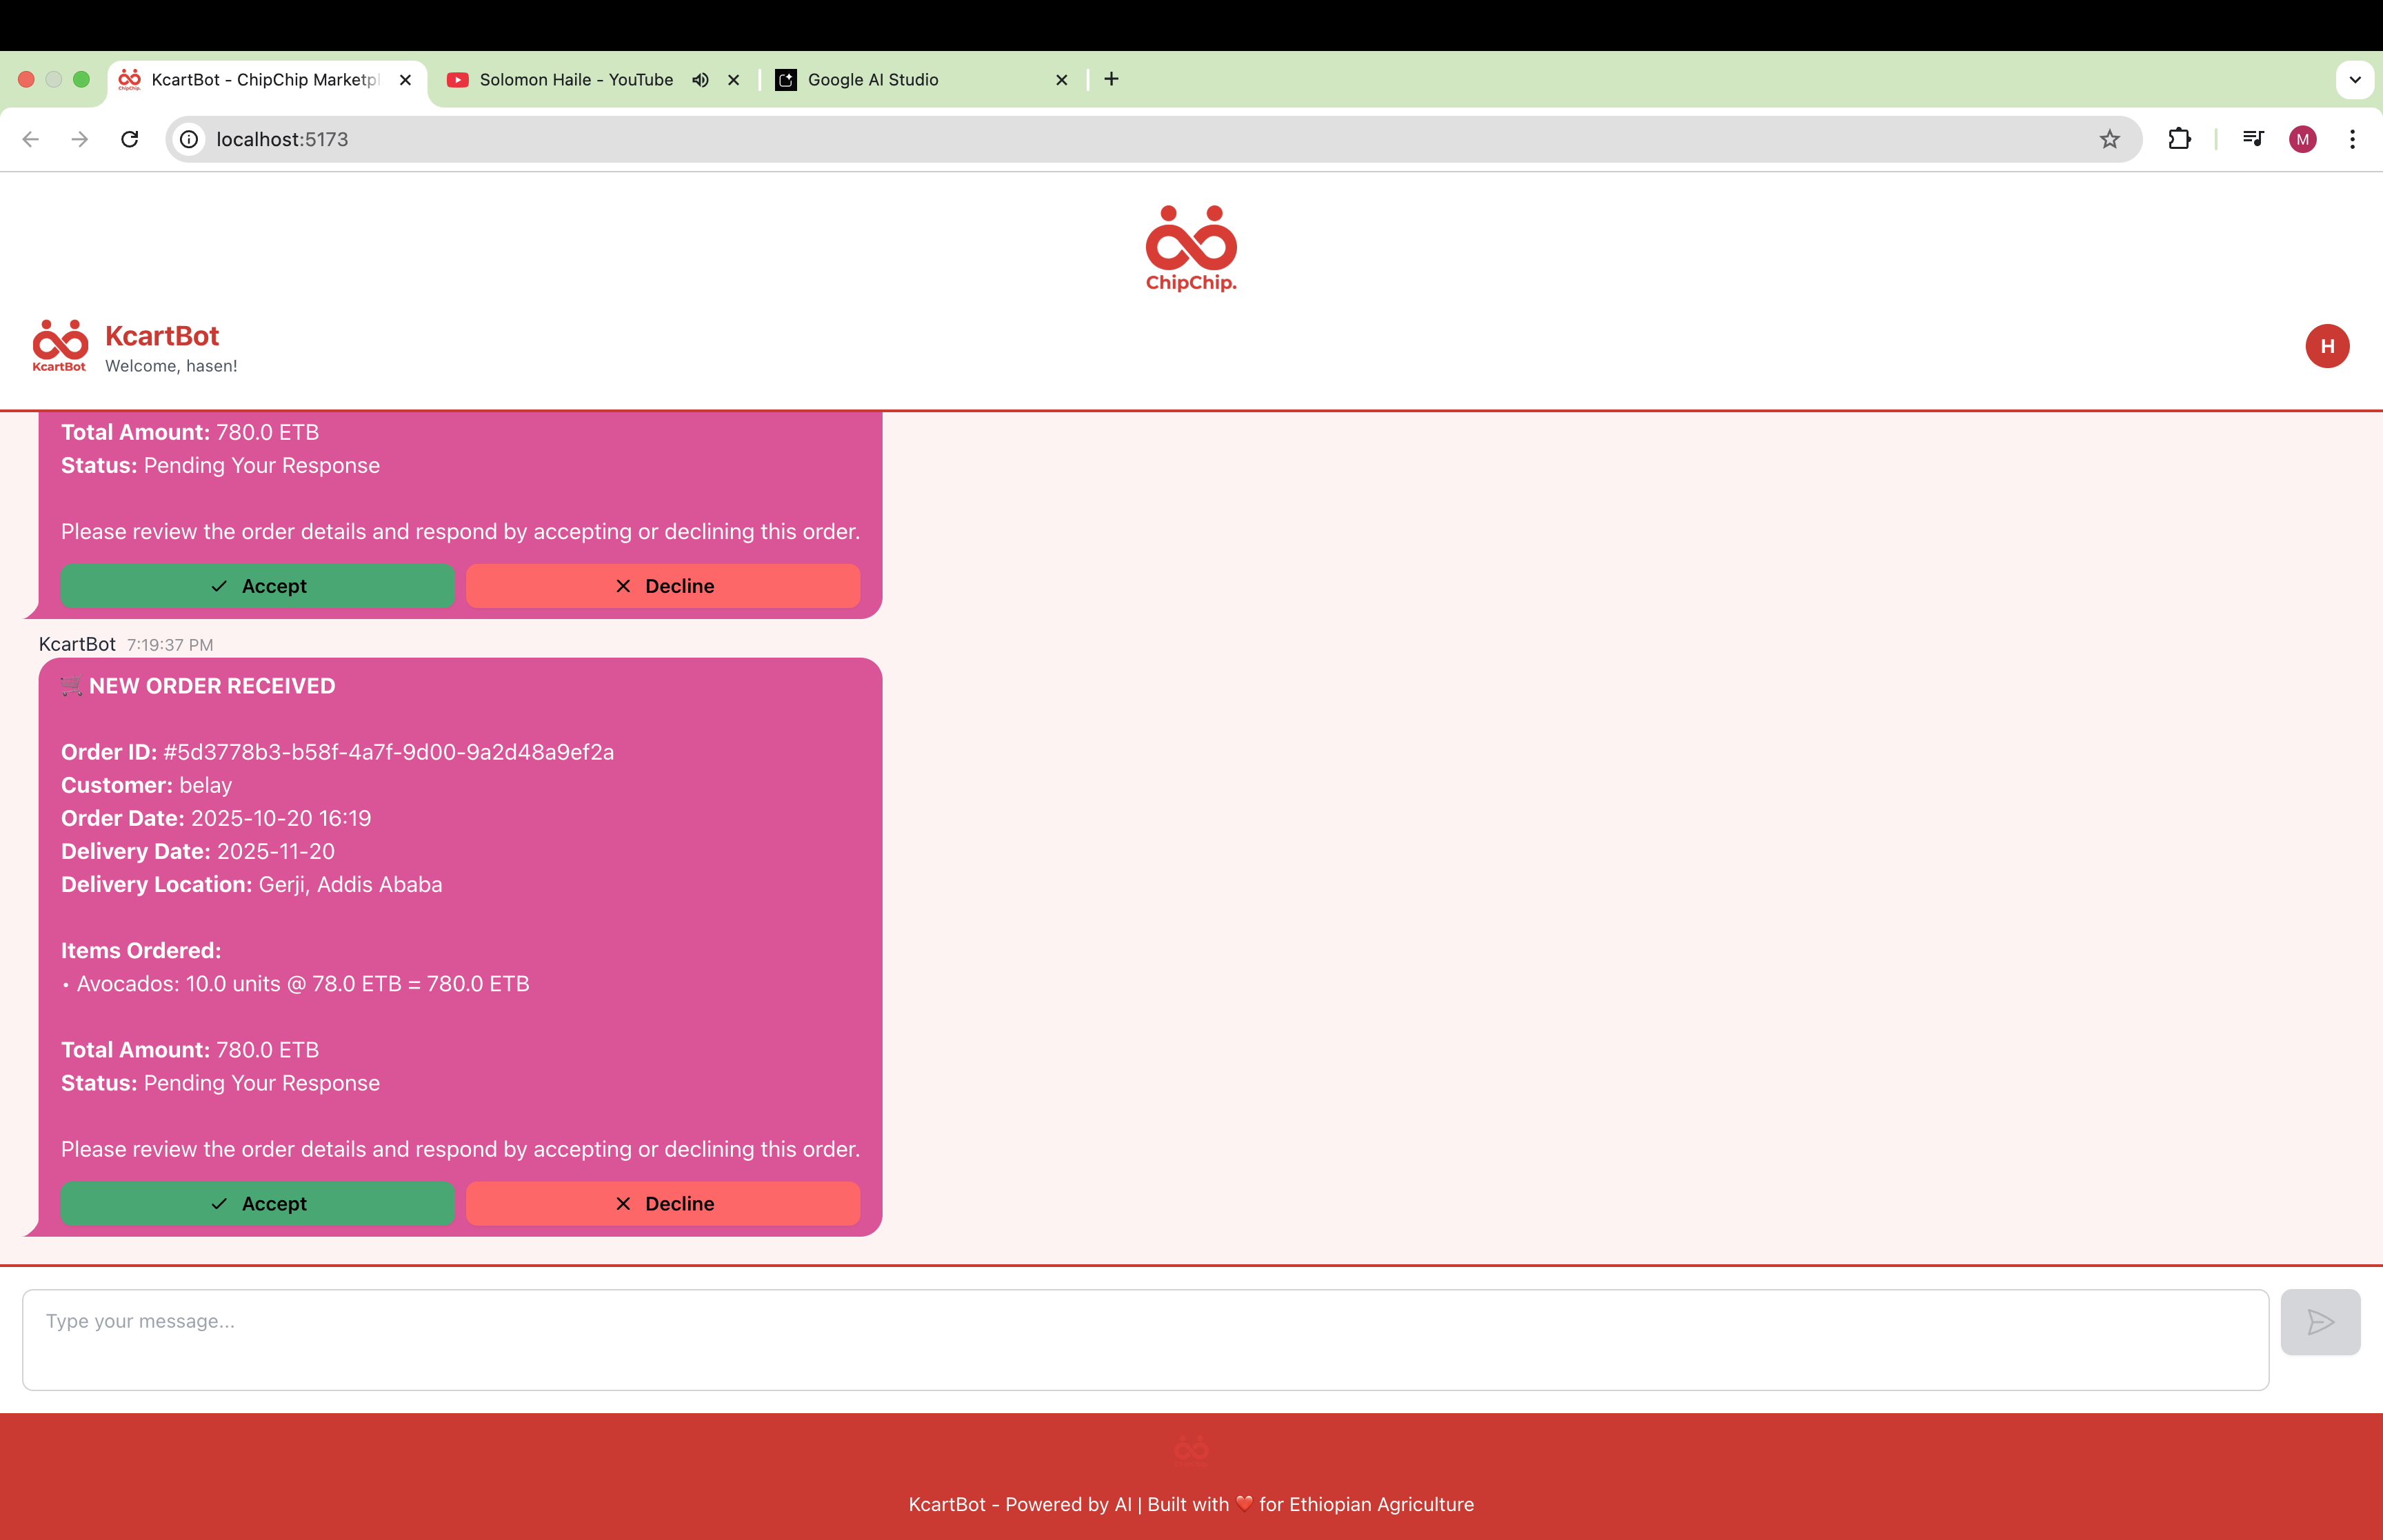 KcartBot - ChipChip Marketpl
Solomon Haile - YouTube
Google AI Studio
localhost:5173
M
ChipChip.
KcartBot
KcartBot
Welcome, hasen!
H
Total Amount: 780.0 ETB
Status: Pending Your Response
Please review the order details and respond by accepting or declining this order.
✓ Accept
✕ Decline
KcartBot 7:19:37 PM
🛒 NEW ORDER RECEIVED
Order ID: #5d3778b3-b58f-4a7f-9d00-9a2d48a9ef2a
Customer: belay
Order Date: 2025-10-20 16:19
Delivery Date: 2025-11-20
Delivery Location: Gerji, Addis Ababa
Items Ordered:
• Avocados: 10.0 units @ 78.0 ETB = 780.0 ETB
Total Amount: 780.0 ETB
Status: Pending Your Response
Please review the order details and respond by accepting or declining this order.
✓ Accept
✕ Decline
Type your message...
KcartBot - Powered by AI | Built with ❤️ for Ethiopian Agriculture